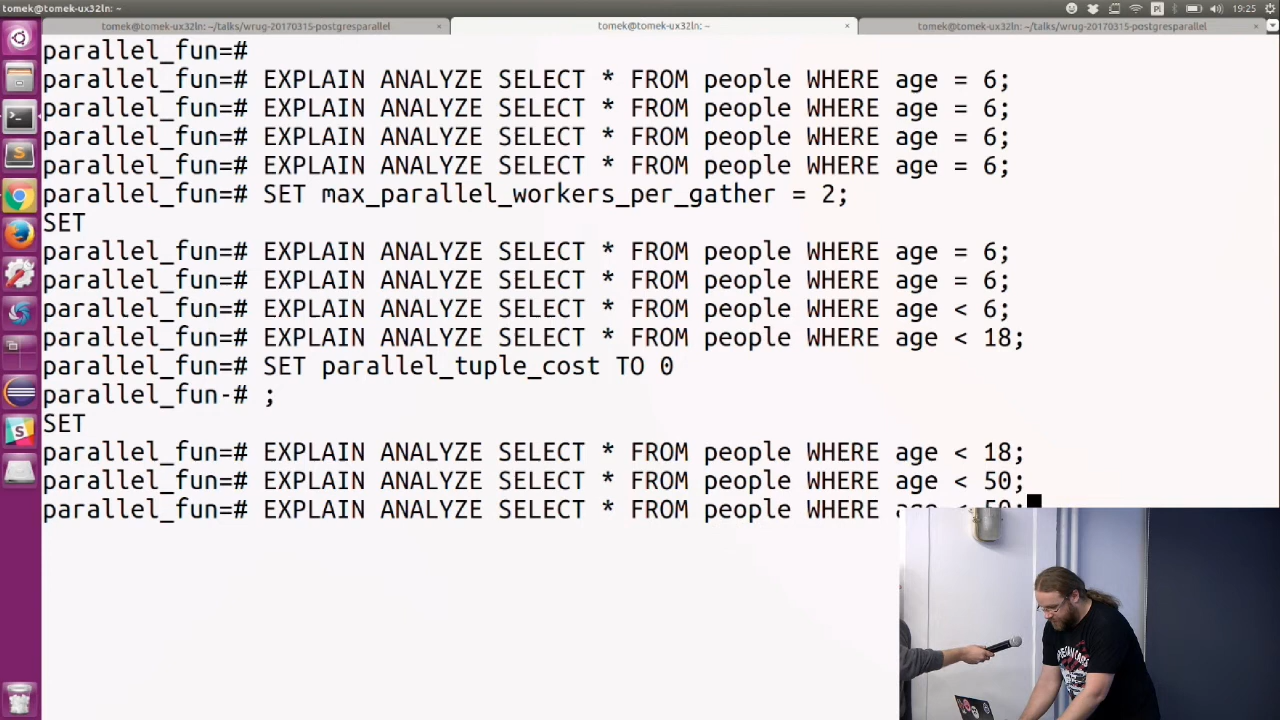 tomek@tomek-ux32ln: ~
19:25
tomek@tomek-ux32ln: ~/talks/wrug-20170315-postgresparallel
tomek@tomek-ux32ln: ~
tomek@tomek-ux32ln: ~/talks/wrug-20170315-postgresparallel
parallel_fun=#
parallel_fun=# EXPLAIN ANALYZE SELECT * FROM people WHERE age = 6;
parallel_fun=# EXPLAIN ANALYZE SELECT * FROM people WHERE age = 6;
parallel_fun=# EXPLAIN ANALYZE SELECT * FROM people WHERE age = 6;
parallel_fun=# EXPLAIN ANALYZE SELECT * FROM people WHERE age = 6;
parallel_fun=# SET max_parallel_workers_per_gather = 2;
SET
parallel_fun=# EXPLAIN ANALYZE SELECT * FROM people WHERE age = 6;
parallel_fun=# EXPLAIN ANALYZE SELECT * FROM people WHERE age = 6;
parallel_fun=# EXPLAIN ANALYZE SELECT * FROM people WHERE age < 6;
parallel_fun=# EXPLAIN ANALYZE SELECT * FROM people WHERE age < 18;
parallel_fun=# SET parallel_tuple_cost TO 0
parallel_fun-# ;
SET
parallel_fun=# EXPLAIN ANALYZE SELECT * FROM people WHERE age < 18;
parallel_fun=# EXPLAIN ANALYZE SELECT * FROM people WHERE age < 50;
parallel_fun=# EXPLAIN ANALYZE SELECT * FROM people WHERE age < 50;